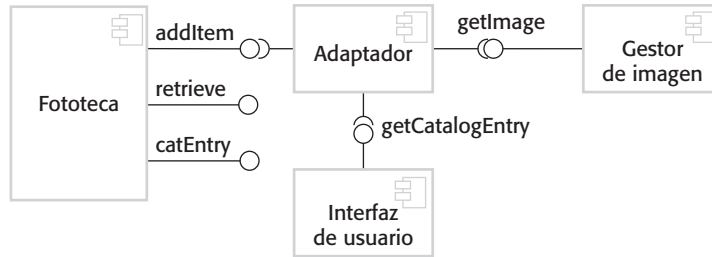 addItem
getImage
Adaptador
Gestor
de imagen
retrieve
Fototeca
getCatalogEntry
catEntry
Interfaz
de usuario